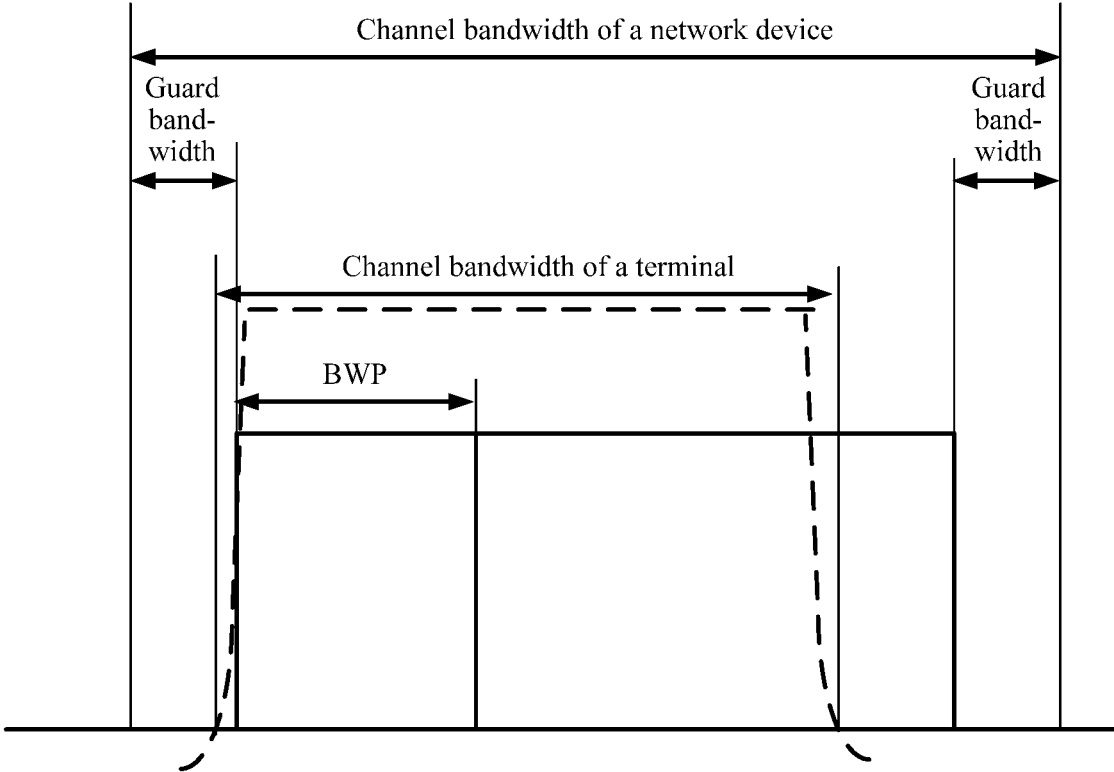 Channel bandwidth of a network device
Guard
band-
width
Guard
band-
width
Channel bandwidth of a terminal
BWP